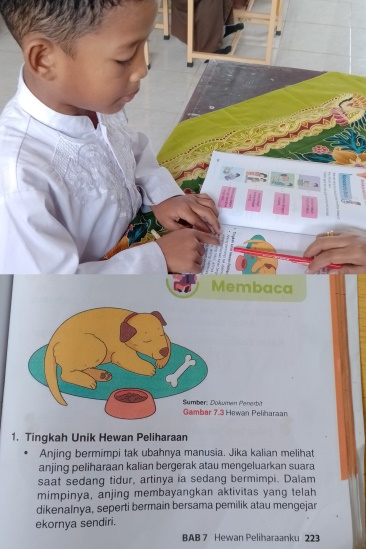 Membaca
Sumber: Dokumen Penerbit
Gambar 7.3 Hewan Peliharaan
1. Tingkah Unik Hewan Peliharaan
• Anjing bermimpi tak ubahnya manusia. Jika kalian melihat
anjing peliharaan kalian bergerak atau mengeluarkan suara
saat sedang tidur, artinya ia sedang bermimpi. Dalam
mimpinya, anjing membayangkan aktivitas yang telah
dikenalnya, seperti bermain bersama pemilik atau mengejar
ekornya sendiri.
BAB 7 Hewan Peliharaanku 223